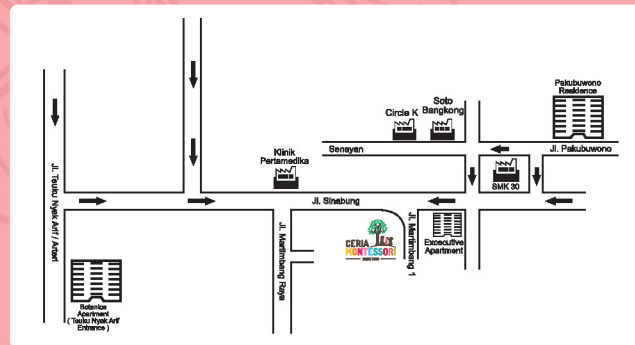 Pakubuwono
Residence
Soto
Bangkong
Circle K
Klinik
Pertamedika
Senayan
Jl. Pakubuwono
SMK 30
Jl. Teuku Nyak Arif / Arteri
Jl. Sinabung
Jl. Martimbang Raya
CERIA
MONTESSORI
Jl. Martimbang 1
Excecutive
Apartment
Botanica
Apartment
( Teuku Nyak Arif
Entrance )